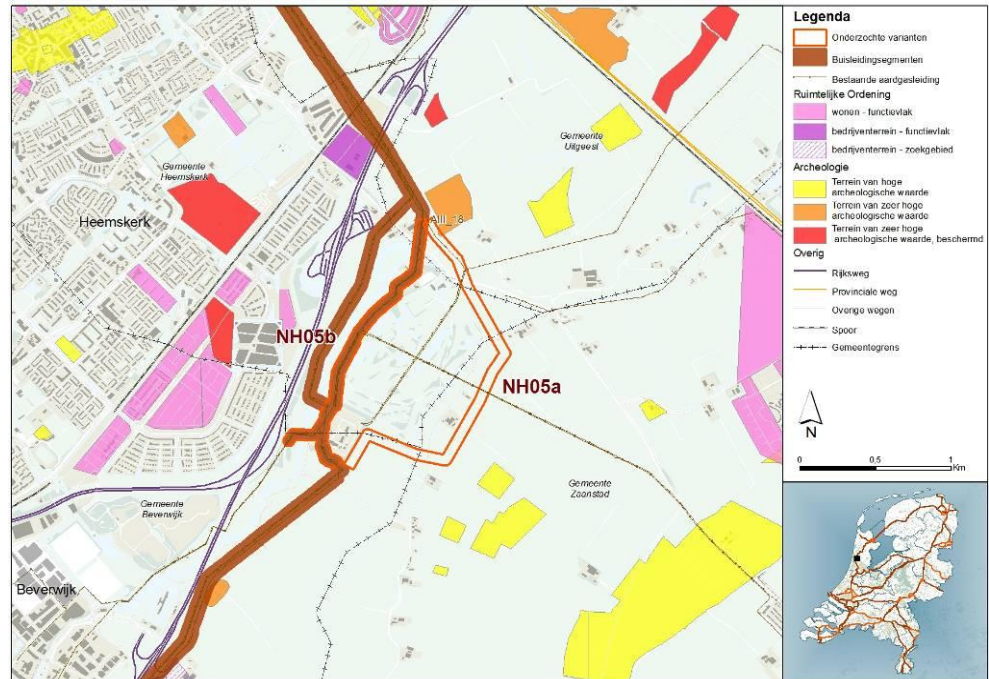 Gemeente
Uitgeest
Gemeente
Heemskerk
Heemskerk
AIII_18
NH05b
NH05a
Gemeente
Zaanstad
Gemeente
Beverwijk
Beverwijk
Legenda
Onderzochte varianten
Buisleidingsegmenten
Bestaande aardgasleiding
Ruimtelijke Ordening
wonen - functievlak
bedrijventerrein - functievlak
bedrijventerrein - zoekgebied
Archeologie
Terrein van hoge
archeologische waarde
Terrein van zeer hoge
archeologische waarde
Terrein van zeer hoge
archeologische waarde, beschermd
Overig
Rijksweg
Provinciale weg
Overige wegen
Spoor
Gemeentegrens
N
0 0,5 1
Km